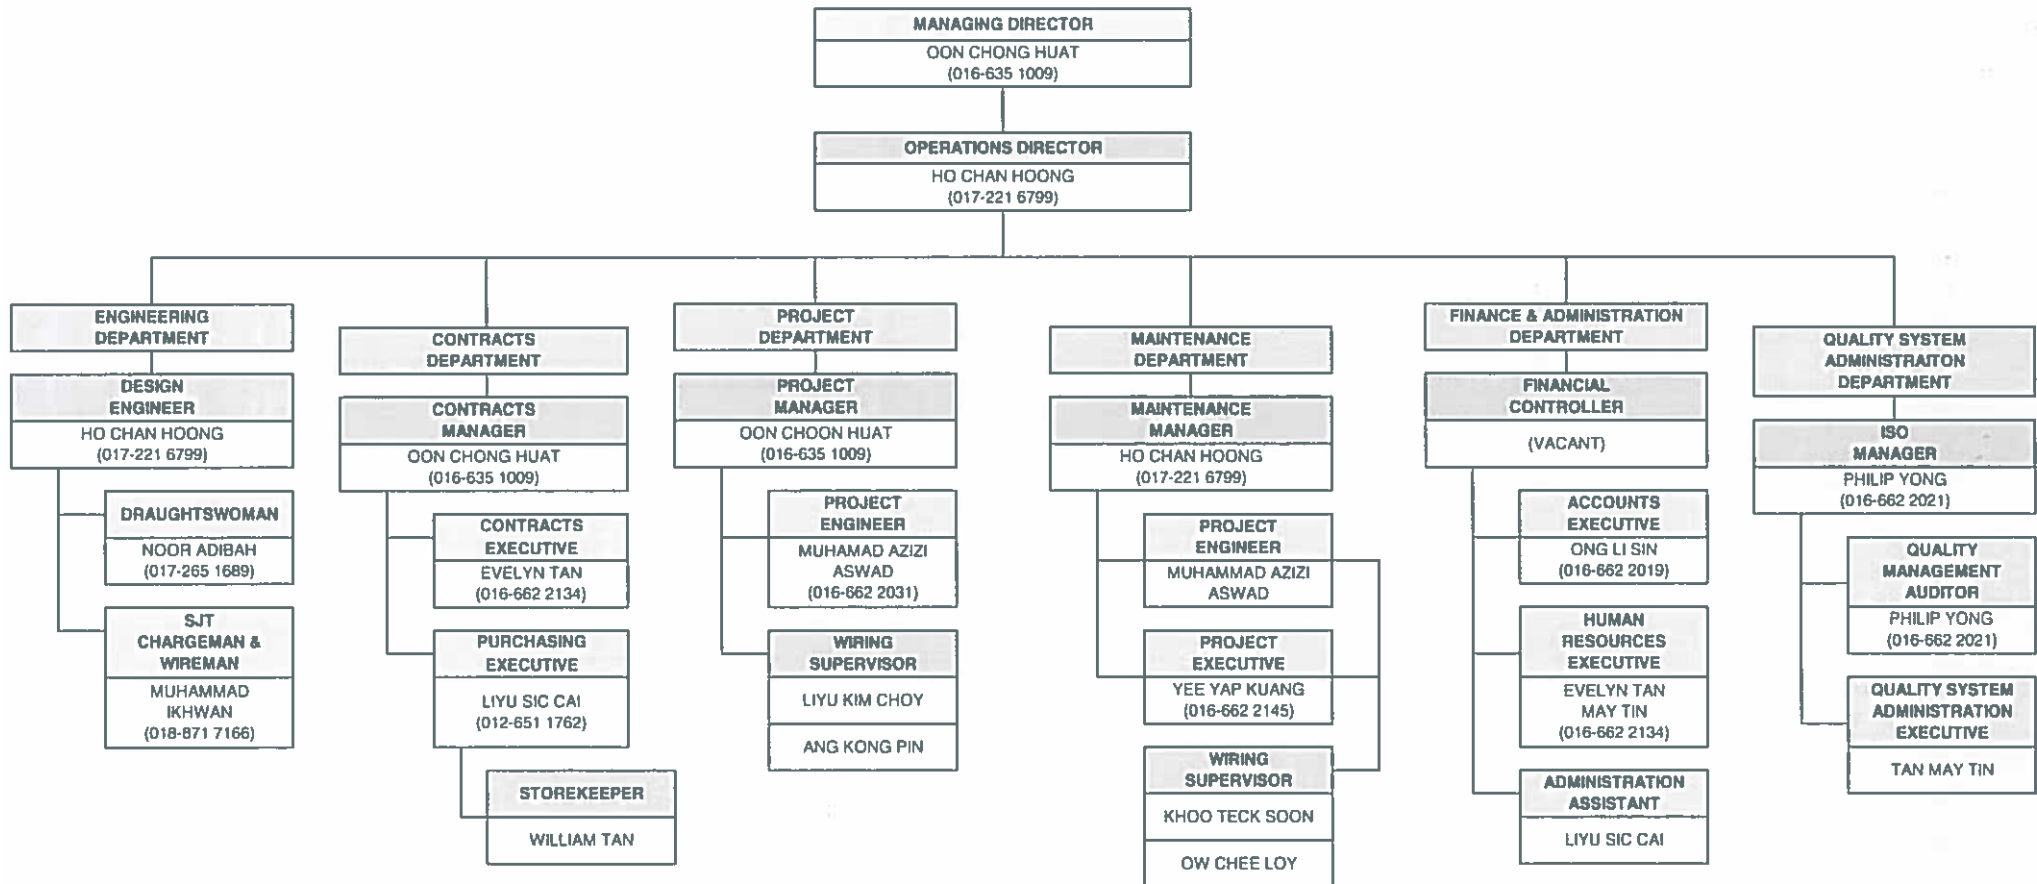 MANAGING DIRECTOR
OON CHONG HUAT
(016-635 1009)
OPERATIONS DIRECTOR
HO CHAN HOONG
(017-221 6799)
ENGINEERING
DEPARTMENT
DESIGN
ENGINEER
HO CHAN HOONG
(017-221 6799)
DRAUGHTSWOMAN
NOOR ADIBAH
(017-265 1689)
SJT
CHARGEMAN &
WIREMAN
MUHAMMAD
IKHWAN
(018-871 7166)
CONTRACTS
DEPARTMENT
CONTRACTS
MANAGER
OON CHONG HUAT
(016-635 1009)
CONTRACTS
EXECUTIVE
EVELYN TAN
(016-662 2134)
PURCHASING
EXECUTIVE
LIYU SIC CAI
(012-651 1762)
STOREKEEPER
WILLIAM TAN
PROJECT
DEPARTMENT
PROJECT
MANAGER
OON CHOON HUAT
(016-635 1009)
PROJECT
ENGINEER
MUHAMAD AZIZI
ASWAD
(016-662 2031)
WIRING
SUPERVISOR
LIYU KIM CHOY
ANG KONG PIN
MAINTENANCE
DEPARTMENT
MAINTENANCE
MANAGER
HO CHAN HOONG
(017-221 6799)
PROJECT
ENGINEER
MUHAMMAD AZIZI
ASWAD
PROJECT
EXECUTIVE
YEE YAP KUANG
(016-662 2145)
WIRING
SUPERVISOR
KHOO TECK SOON
OW CHEE LOY
FINANCE & ADMINISTRATION
DEPARTMENT
FINANCIAL
CONTROLLER
(VACANT)
ACCOUNTS
EXECUTIVE
ONG LI SIN
(016-662 2019)
HUMAN
RESOURCES
EXECUTIVE
EVELYN TAN
MAY TIN
(016-662 2134)
ADMINISTRATION
ASSISTANT
LIYU SIC CAI
QUALITY SYSTEM
ADMINISTRAITON
DEPARTMENT
ISO
MANAGER
PHILIP YONG
(016-662 2021)
QUALITY
MANAGEMENT
AUDITOR
PHILIP YONG
(016-662 2021)
QUALITY SYSTEM
ADMINISTRATION
EXECUTIVE
TAN MAY TIN